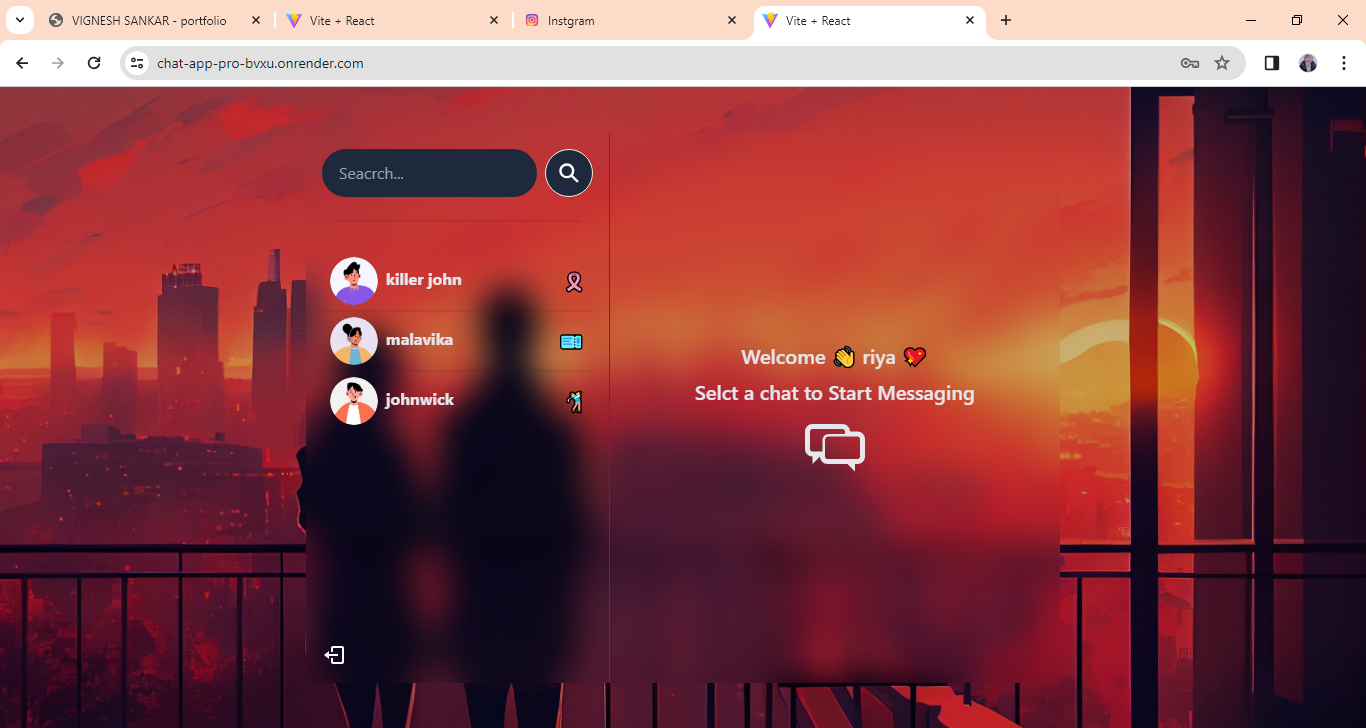 VIGNESH SANKAR - portfolio
Vite + React
Instgram
Vite + React
chat-app-pro-bvxu.onrender.com
Seacrch...
killer john
malavika
johnwick
Welcome 👋 riya 💖
Selct a chat to Start Messaging